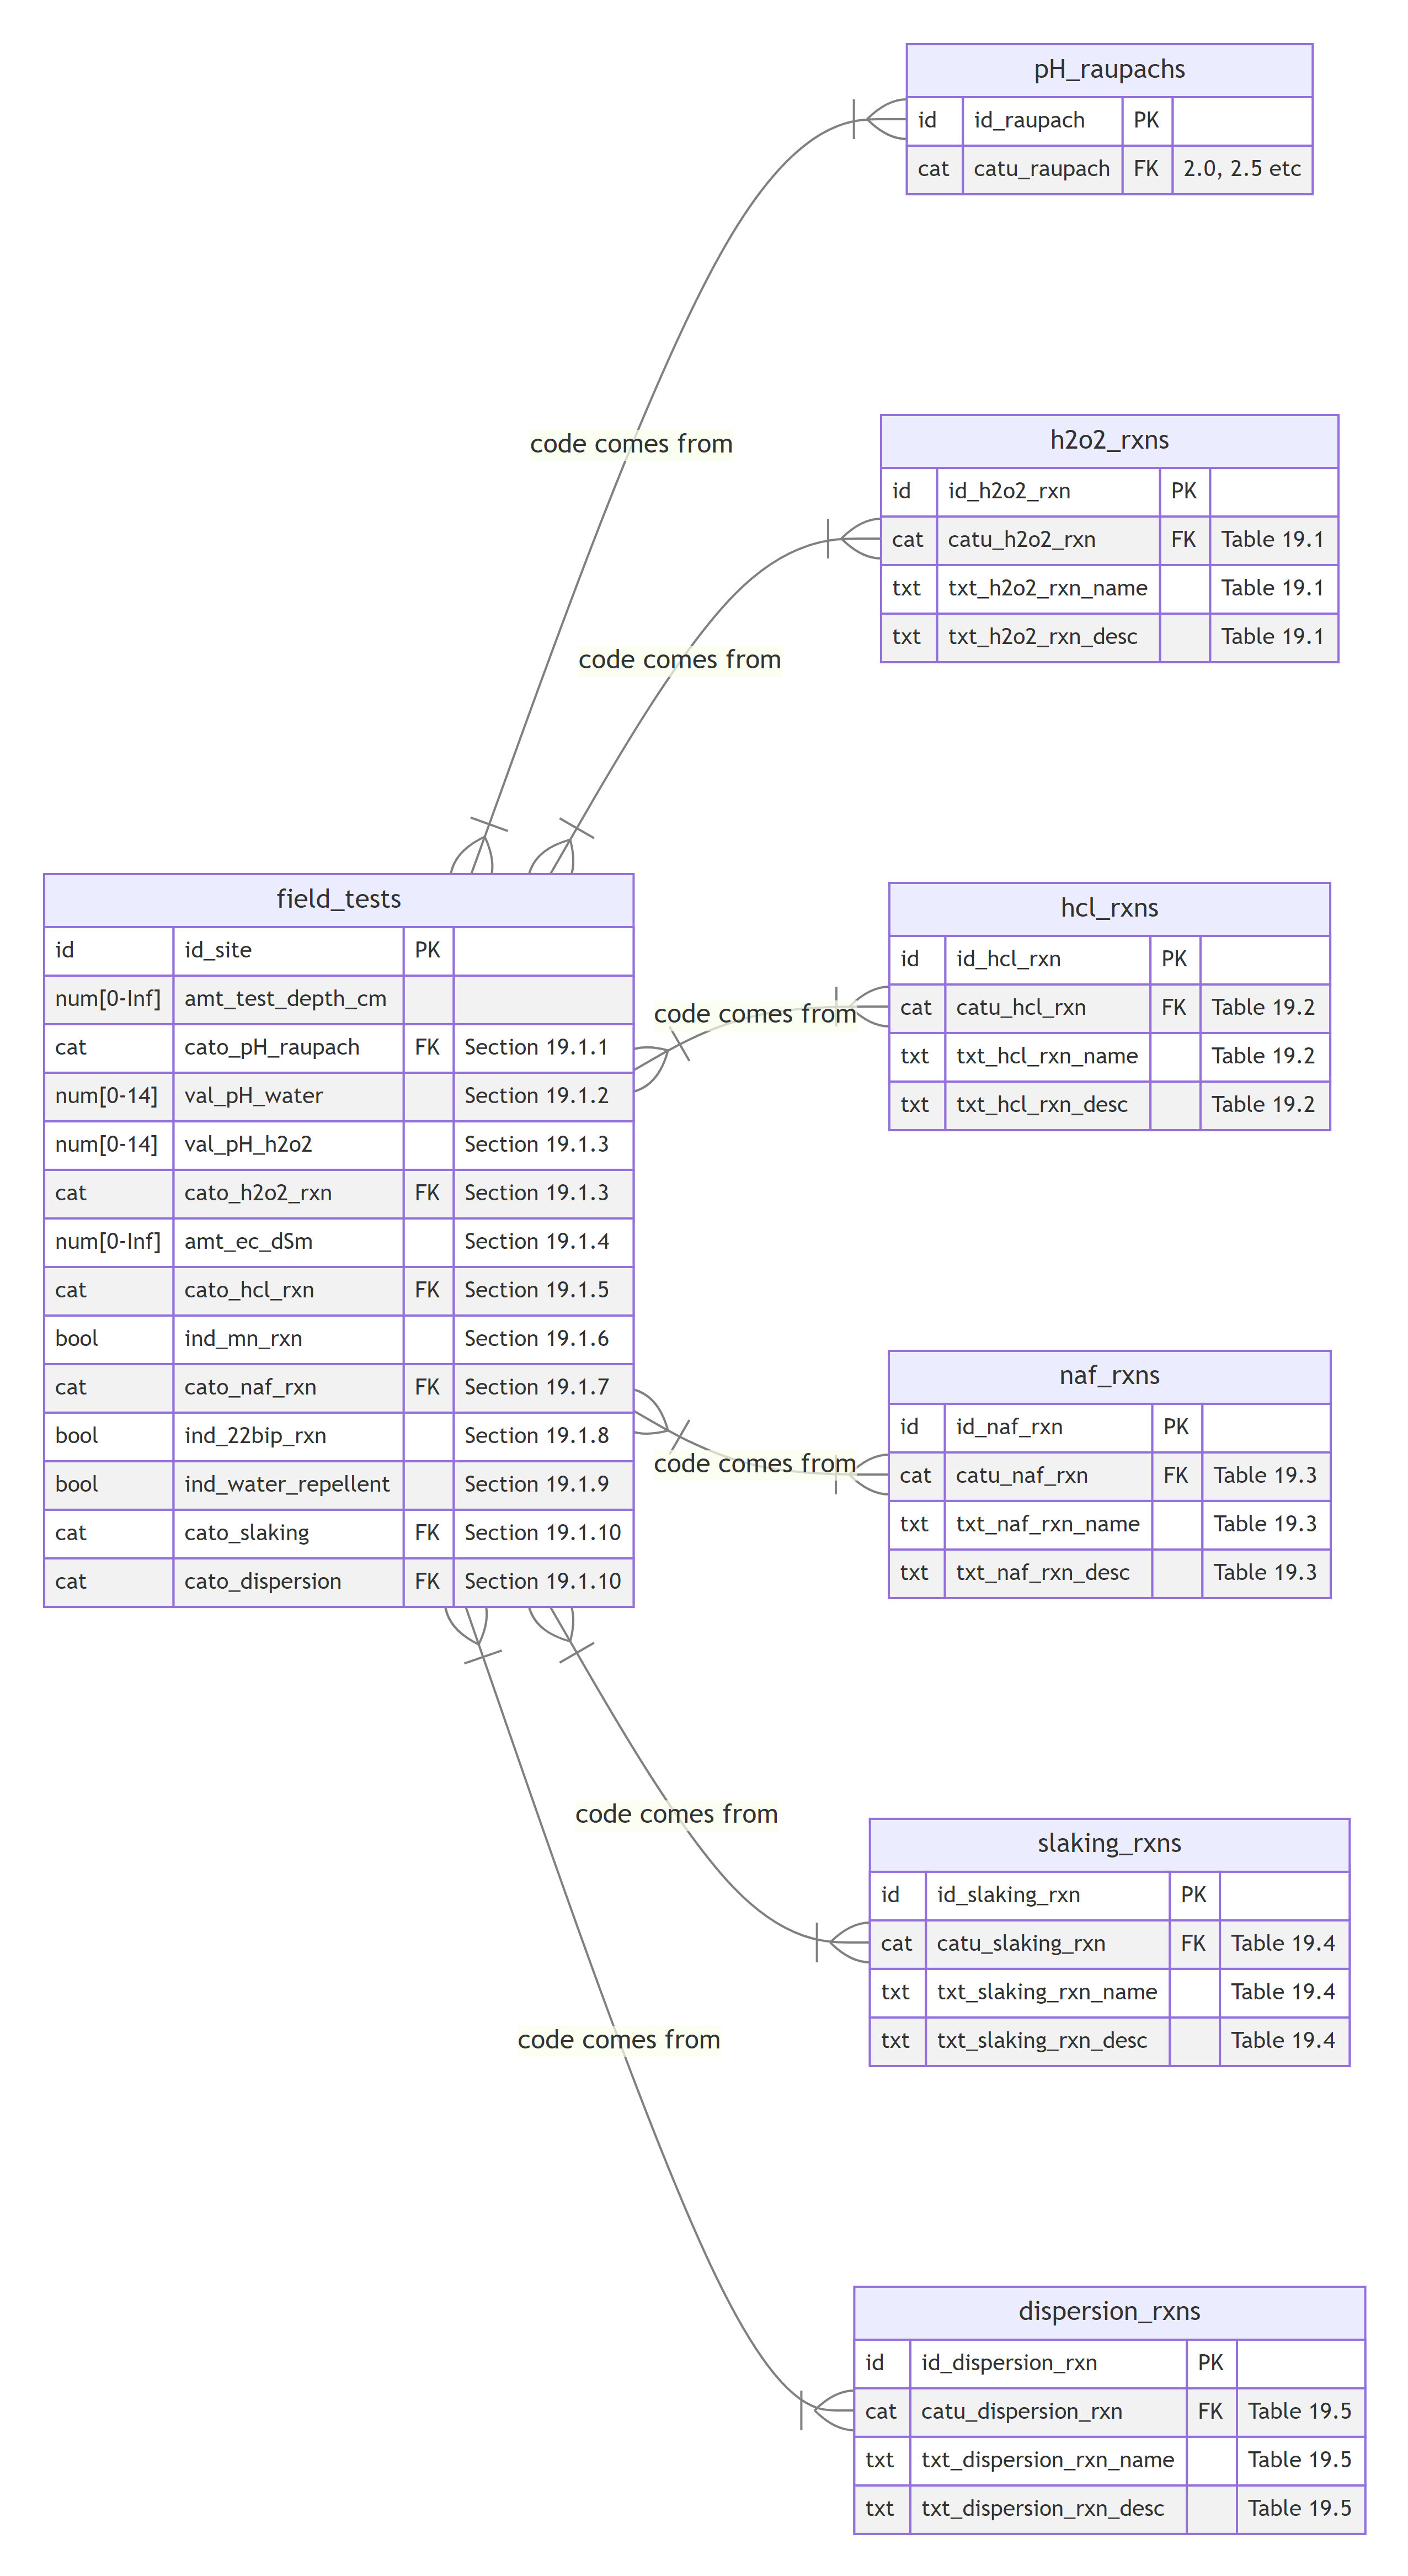 pH_raupachs
id id_raupach PK
cat catu_raupach FK 2.0, 2.5 etc
code comes from
h2o2_rxns
id id_h2o2_rxn PK
cat catu_h2o2_rxn FK Table 19.1
txt txt_h2o2_rxn_name Table 19.1
txt txt_h2o2_rxn_desc Table 19.1
code comes from
field_tests
id id_site PK
num[0-Inf] amt_test_depth_cm
cat cato_pH_raupach FK Section 19.1.1
num[0-14] val_pH_water Section 19.1.2
num[0-14] val_pH_h2o2 Section 19.1.3
cat cato_h2o2_rxn FK Section 19.1.3
num[0-Inf] amt_ec_dSm Section 19.1.4
cat cato_hcl_rxn FK Section 19.1.5
bool ind_mn_rxn Section 19.1.6
cat cato_naf_rxn FK Section 19.1.7
bool ind_22bip_rxn Section 19.1.8
bool ind_water_repellent Section 19.1.9
cat cato_slaking FK Section 19.1.10
cat cato_dispersion FK Section 19.1.10
code comes from
hcl_rxns
id id_hcl_rxn PK
cat catu_hcl_rxn FK Table 19.2
txt txt_hcl_rxn_name Table 19.2
txt txt_hcl_rxn_desc Table 19.2
code comes from
naf_rxns
id id_naf_rxn PK
cat catu_naf_rxn FK Table 19.3
txt txt_naf_rxn_name Table 19.3
txt txt_naf_rxn_desc Table 19.3
code comes from
slaking_rxns
id id_slaking_rxn PK
cat catu_slaking_rxn FK Table 19.4
txt txt_slaking_rxn_name Table 19.4
txt txt_slaking_rxn_desc Table 19.4
code comes from
dispersion_rxns
id id_dispersion_rxn PK
cat catu_dispersion_rxn FK Table 19.5
txt txt_dispersion_rxn_name Table 19.5
txt txt_dispersion_rxn_desc Table 19.5